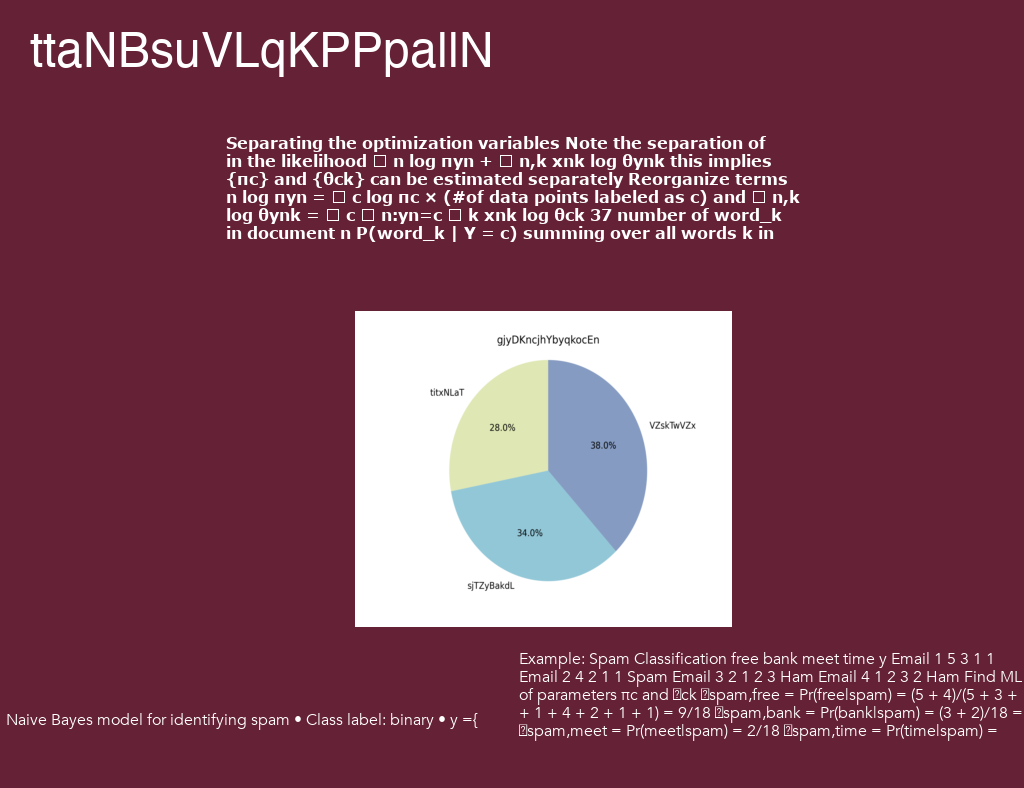 ttaNBsuVLqKPPpalIN
Separating the optimization variables Note the separation of
in the likelihood □ n log πyn + □ n,k xnk log θynk this implies
{πc} and {θck} can be estimated separately Reorganize terms
n log πyn = □ c log πc × (#of data points labeled as c) and □ n,k
log θynk = □ c □ n:yn=c □ k xnk log θck 37 number of word_k
in document n P(word_k | Y = c) summing over all words k in
gjyDKncjhYbyqkocEn
titxNLaT
VZskTwVZx
28.0%
38.0%
34.0%
sjTZyBakdL
Naive Bayes model for identifying spam • Class label: binary • y ={
Example: Spam Classification free bank meet time y Email 1 5 3 1 1
Email 2 4 2 1 1 Spam Email 3 2 1 2 3 Ham Email 4 1 2 3 2 Ham Find ML
of parameters πc and □ck □spam,free = Pr(free|spam) = (5 + 4)/(5 + 3 +
+ 1 + 4 + 2 + 1 + 1) = 9/18 □spam,bank = Pr(bank|spam) = (3 + 2)/18 =
□spam,meet = Pr(meet|spam) = 2/18 □spam,time = Pr(time|spam) =